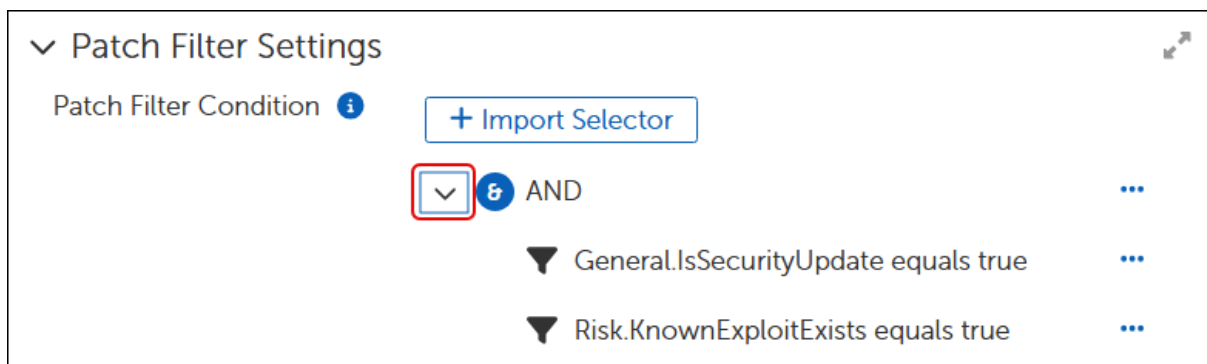 Patch Filter Settings
Patch Filter Condition
+ Import Selector
& AND
General.IsSecurityUpdate equals true
Risk.KnownExploitExists equals true